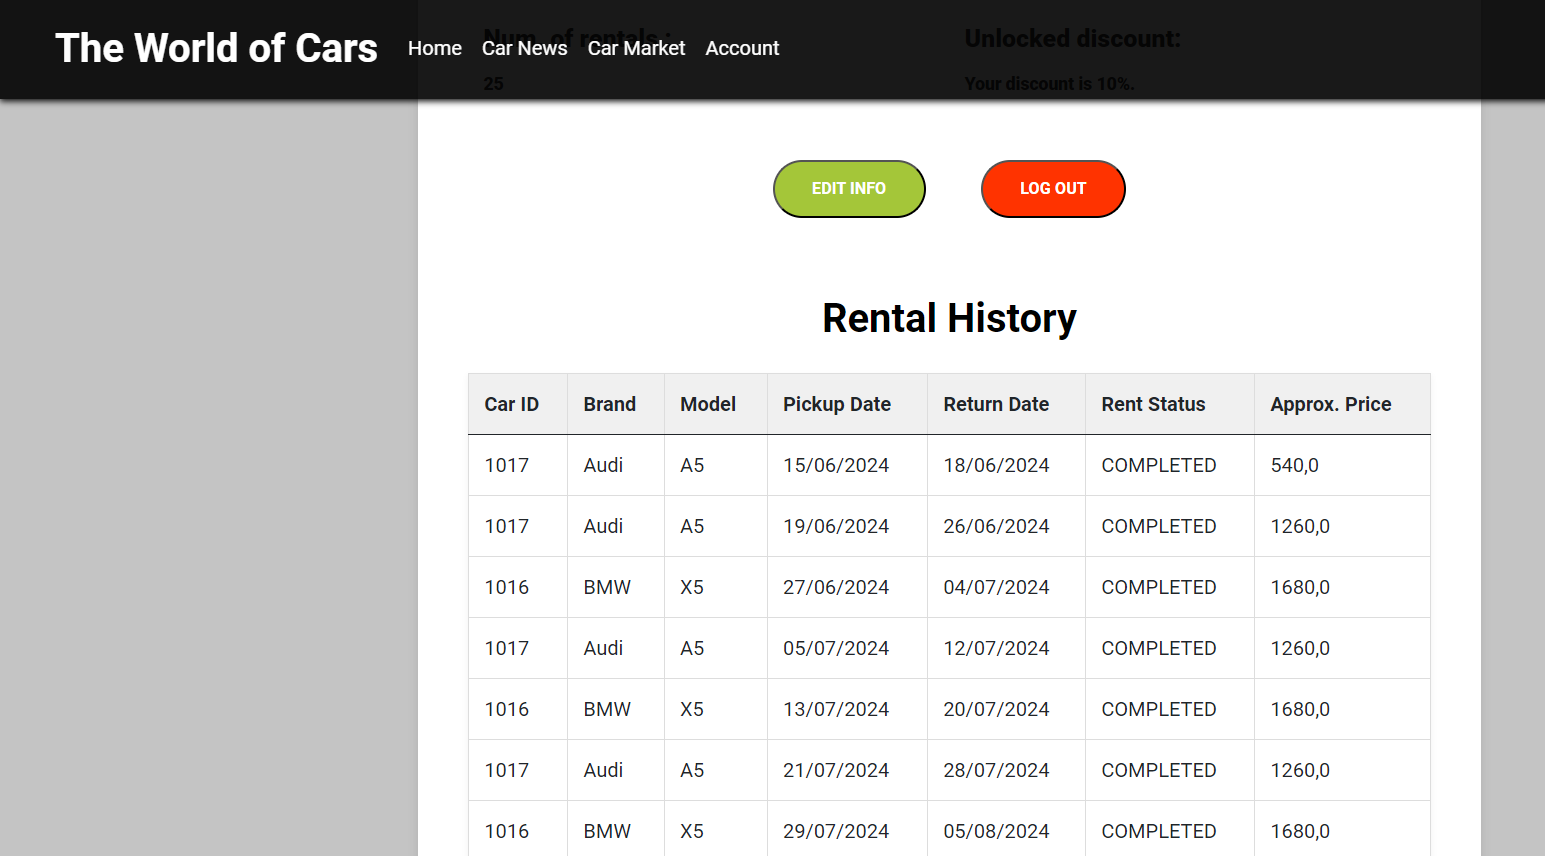 The World of Cars Home Car News Car Market Account
Num. of rentals : Unlocked discount:
25 Your discount is 10%.
EDIT INFO LOG OUT
Rental History
Car ID Brand Model Pickup Date Return Date Rent Status Approx. Price
1017 Audi A5 15/06/2024 18/06/2024 COMPLETED 540,0
1017 Audi A5 19/06/2024 26/06/2024 COMPLETED 1260,0
1016 BMW X5 27/06/2024 04/07/2024 COMPLETED 1680,0
1017 Audi A5 05/07/2024 12/07/2024 COMPLETED 1260,0
1016 BMW X5 13/07/2024 20/07/2024 COMPLETED 1680,0
1017 Audi A5 21/07/2024 28/07/2024 COMPLETED 1260,0
1016 BMW X5 29/07/2024 05/08/2024 COMPLETED 1680,0